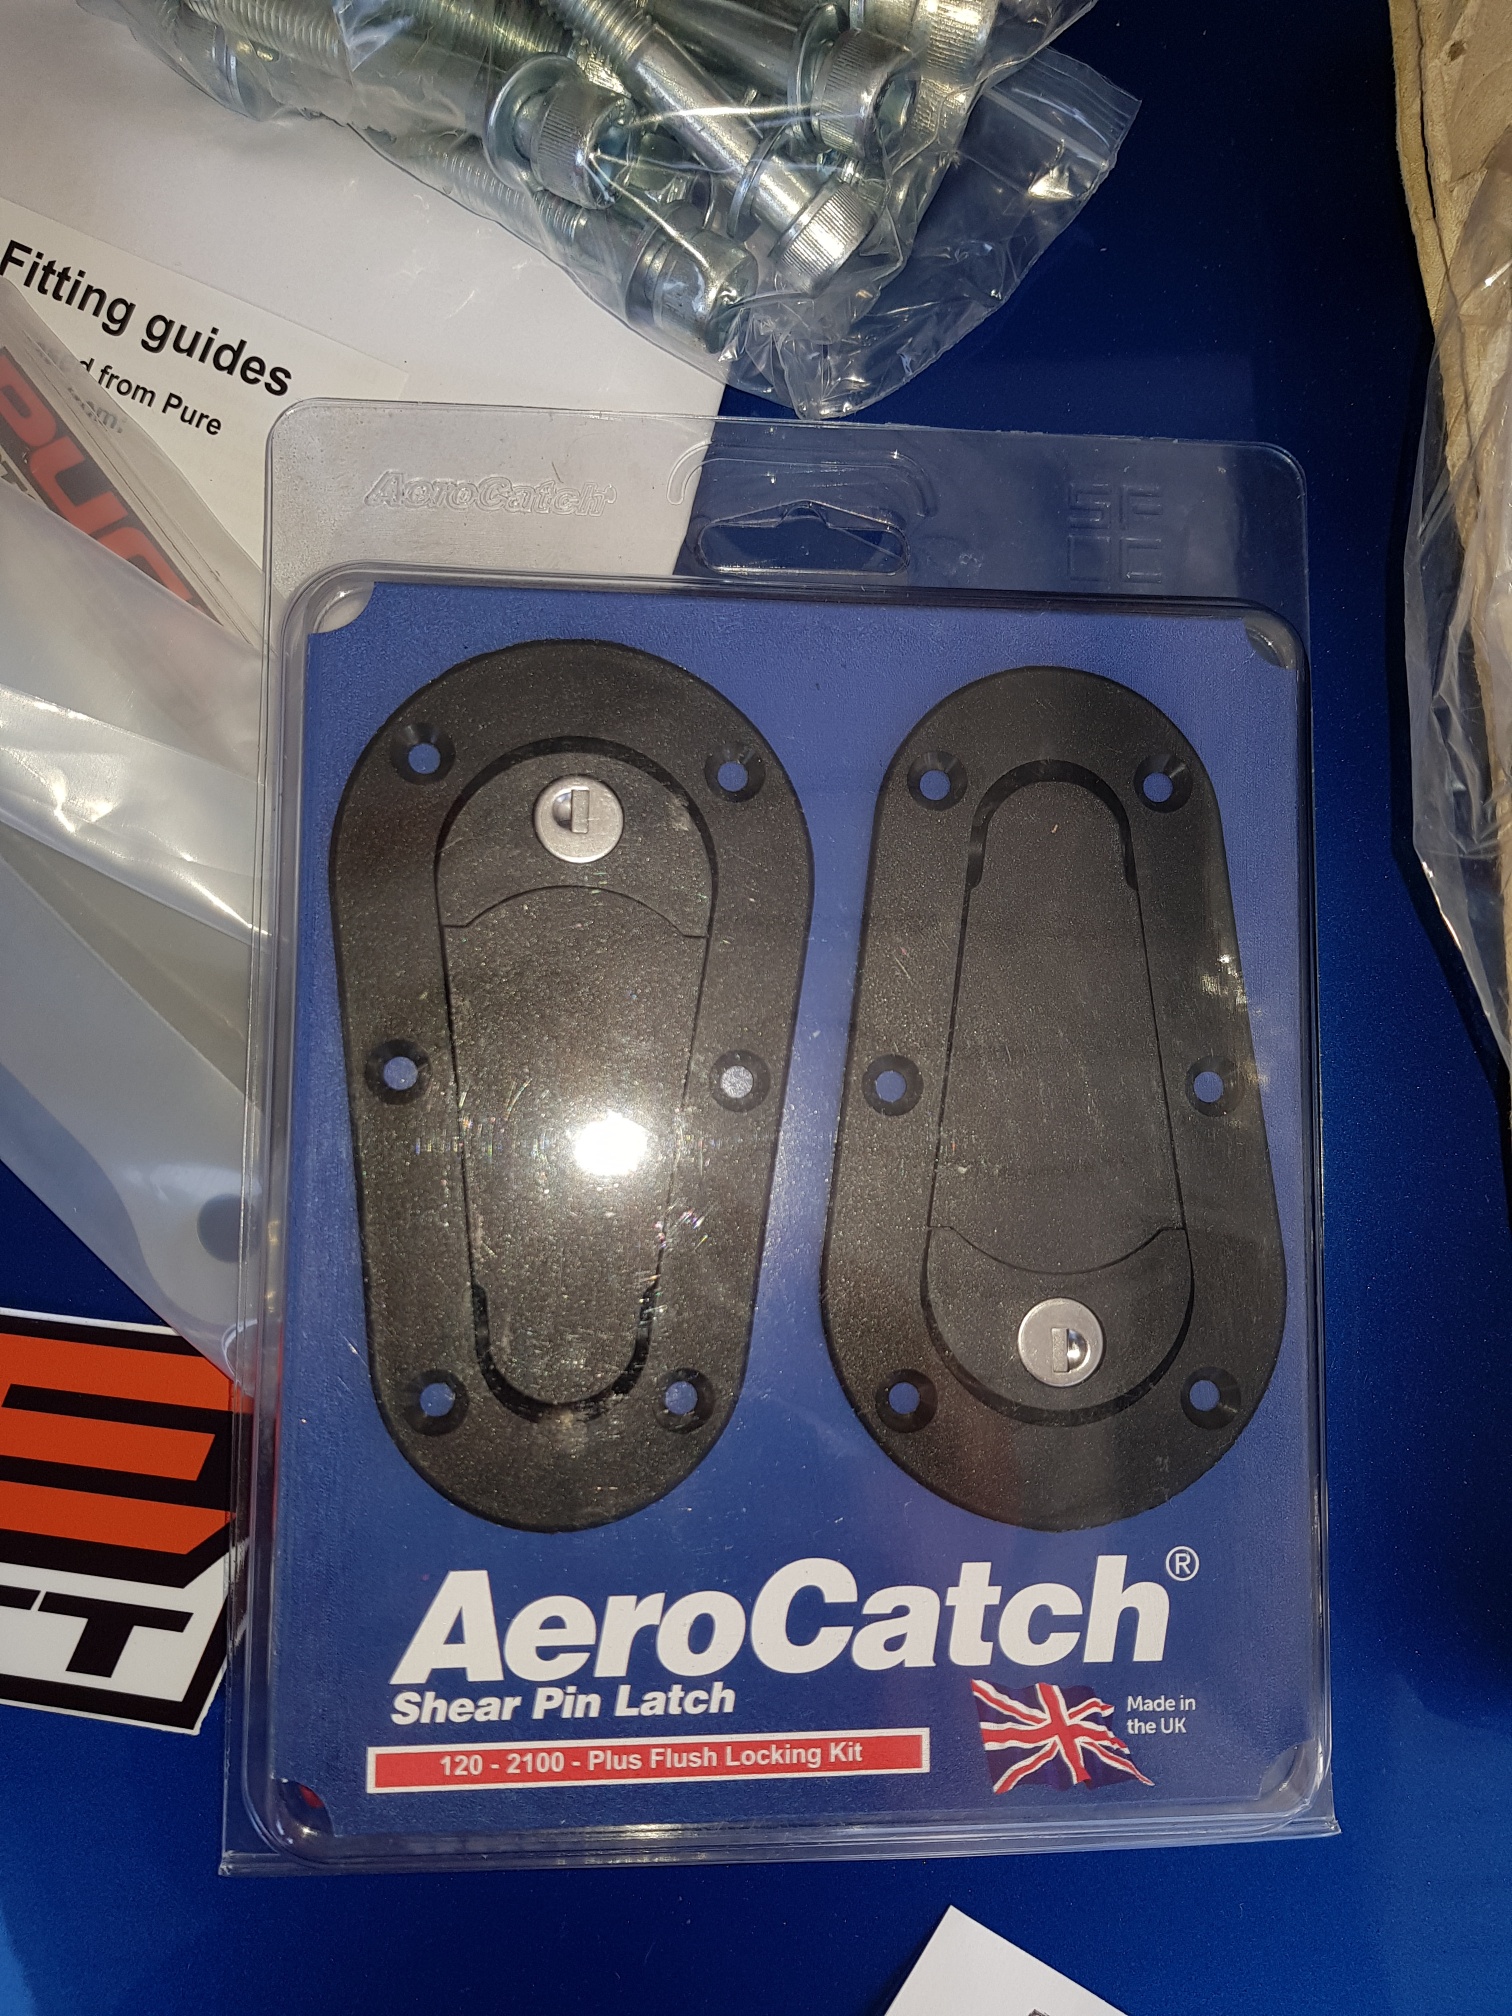 Fitting guides
from Pure
AeroCatch
AeroCatch®
Shear Pin Latch
120 - 2100 - Plus Flush Locking Kit
Made in
the UK